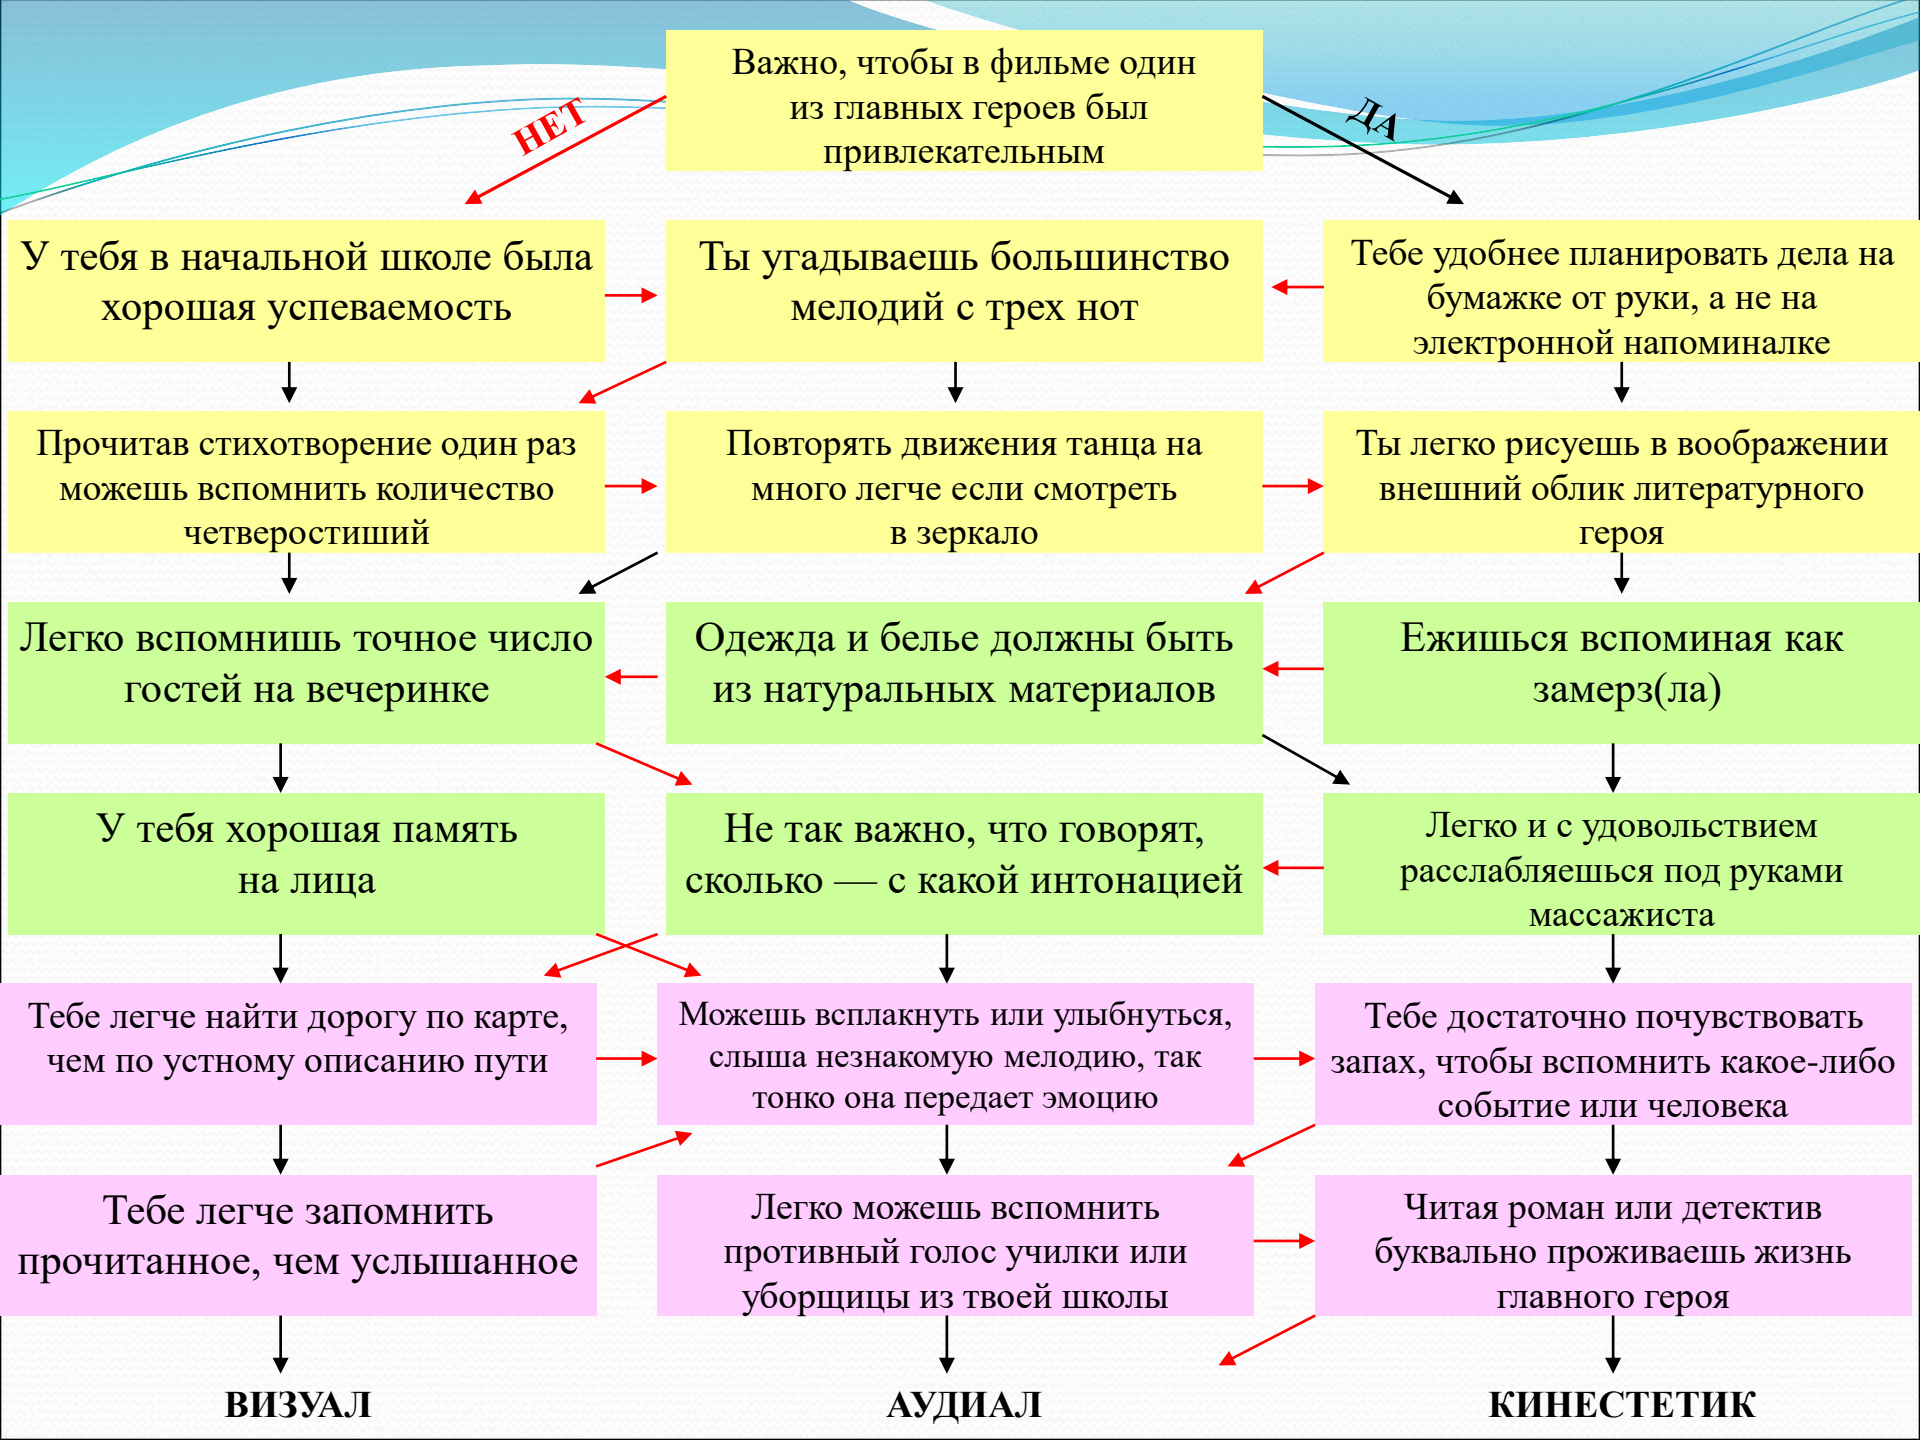 Важно, чтобы в фильме один
из главных героев был
привлекательным
НЕТ
ДА
У тебя в начальной школе была
хорошая успеваемость
Ты угадываешь большинство
мелодий с трех нот
Тебе удобнее планировать дела на
бумажке от руки, а не на
электронной напоминалке
Прочитав стихотворение один раз
можешь вспомнить количество
четверостиший
Повторять движения танца на
много легче если смотреть
в зеркало
Ты легко рисуешь в воображении
внешний облик литературного
героя
Легко вспомнишь точное число
гостей на вечеринке
Одежда и белье должны быть
из натуральных материалов
Ежишься вспоминая как
замерз(ла)
У тебя хорошая память
на лица
Не так важно, что говорят,
сколько — с какой интонацией
Легко и с удовольствием
расслабляешься под руками
массажиста
Тебе легче найти дорогу по карте,
чем по устному описанию пути
Можешь всплакнуть или улыбнуться,
слыша незнакомую мелодию, так
тонко она передает эмоцию
Тебе достаточно почувствовать
запах, чтобы вспомнить какое-либо
событие или человека
Тебе легче запомнить
прочитанное, чем услышанное
Легко можешь вспомнить
противный голос училки или
уборщицы из твоей школы
Читая роман или детектив
буквально проживаешь жизнь
главного героя
ВИЗУАЛ
АУДИАЛ
КИНЕСТЕТИК